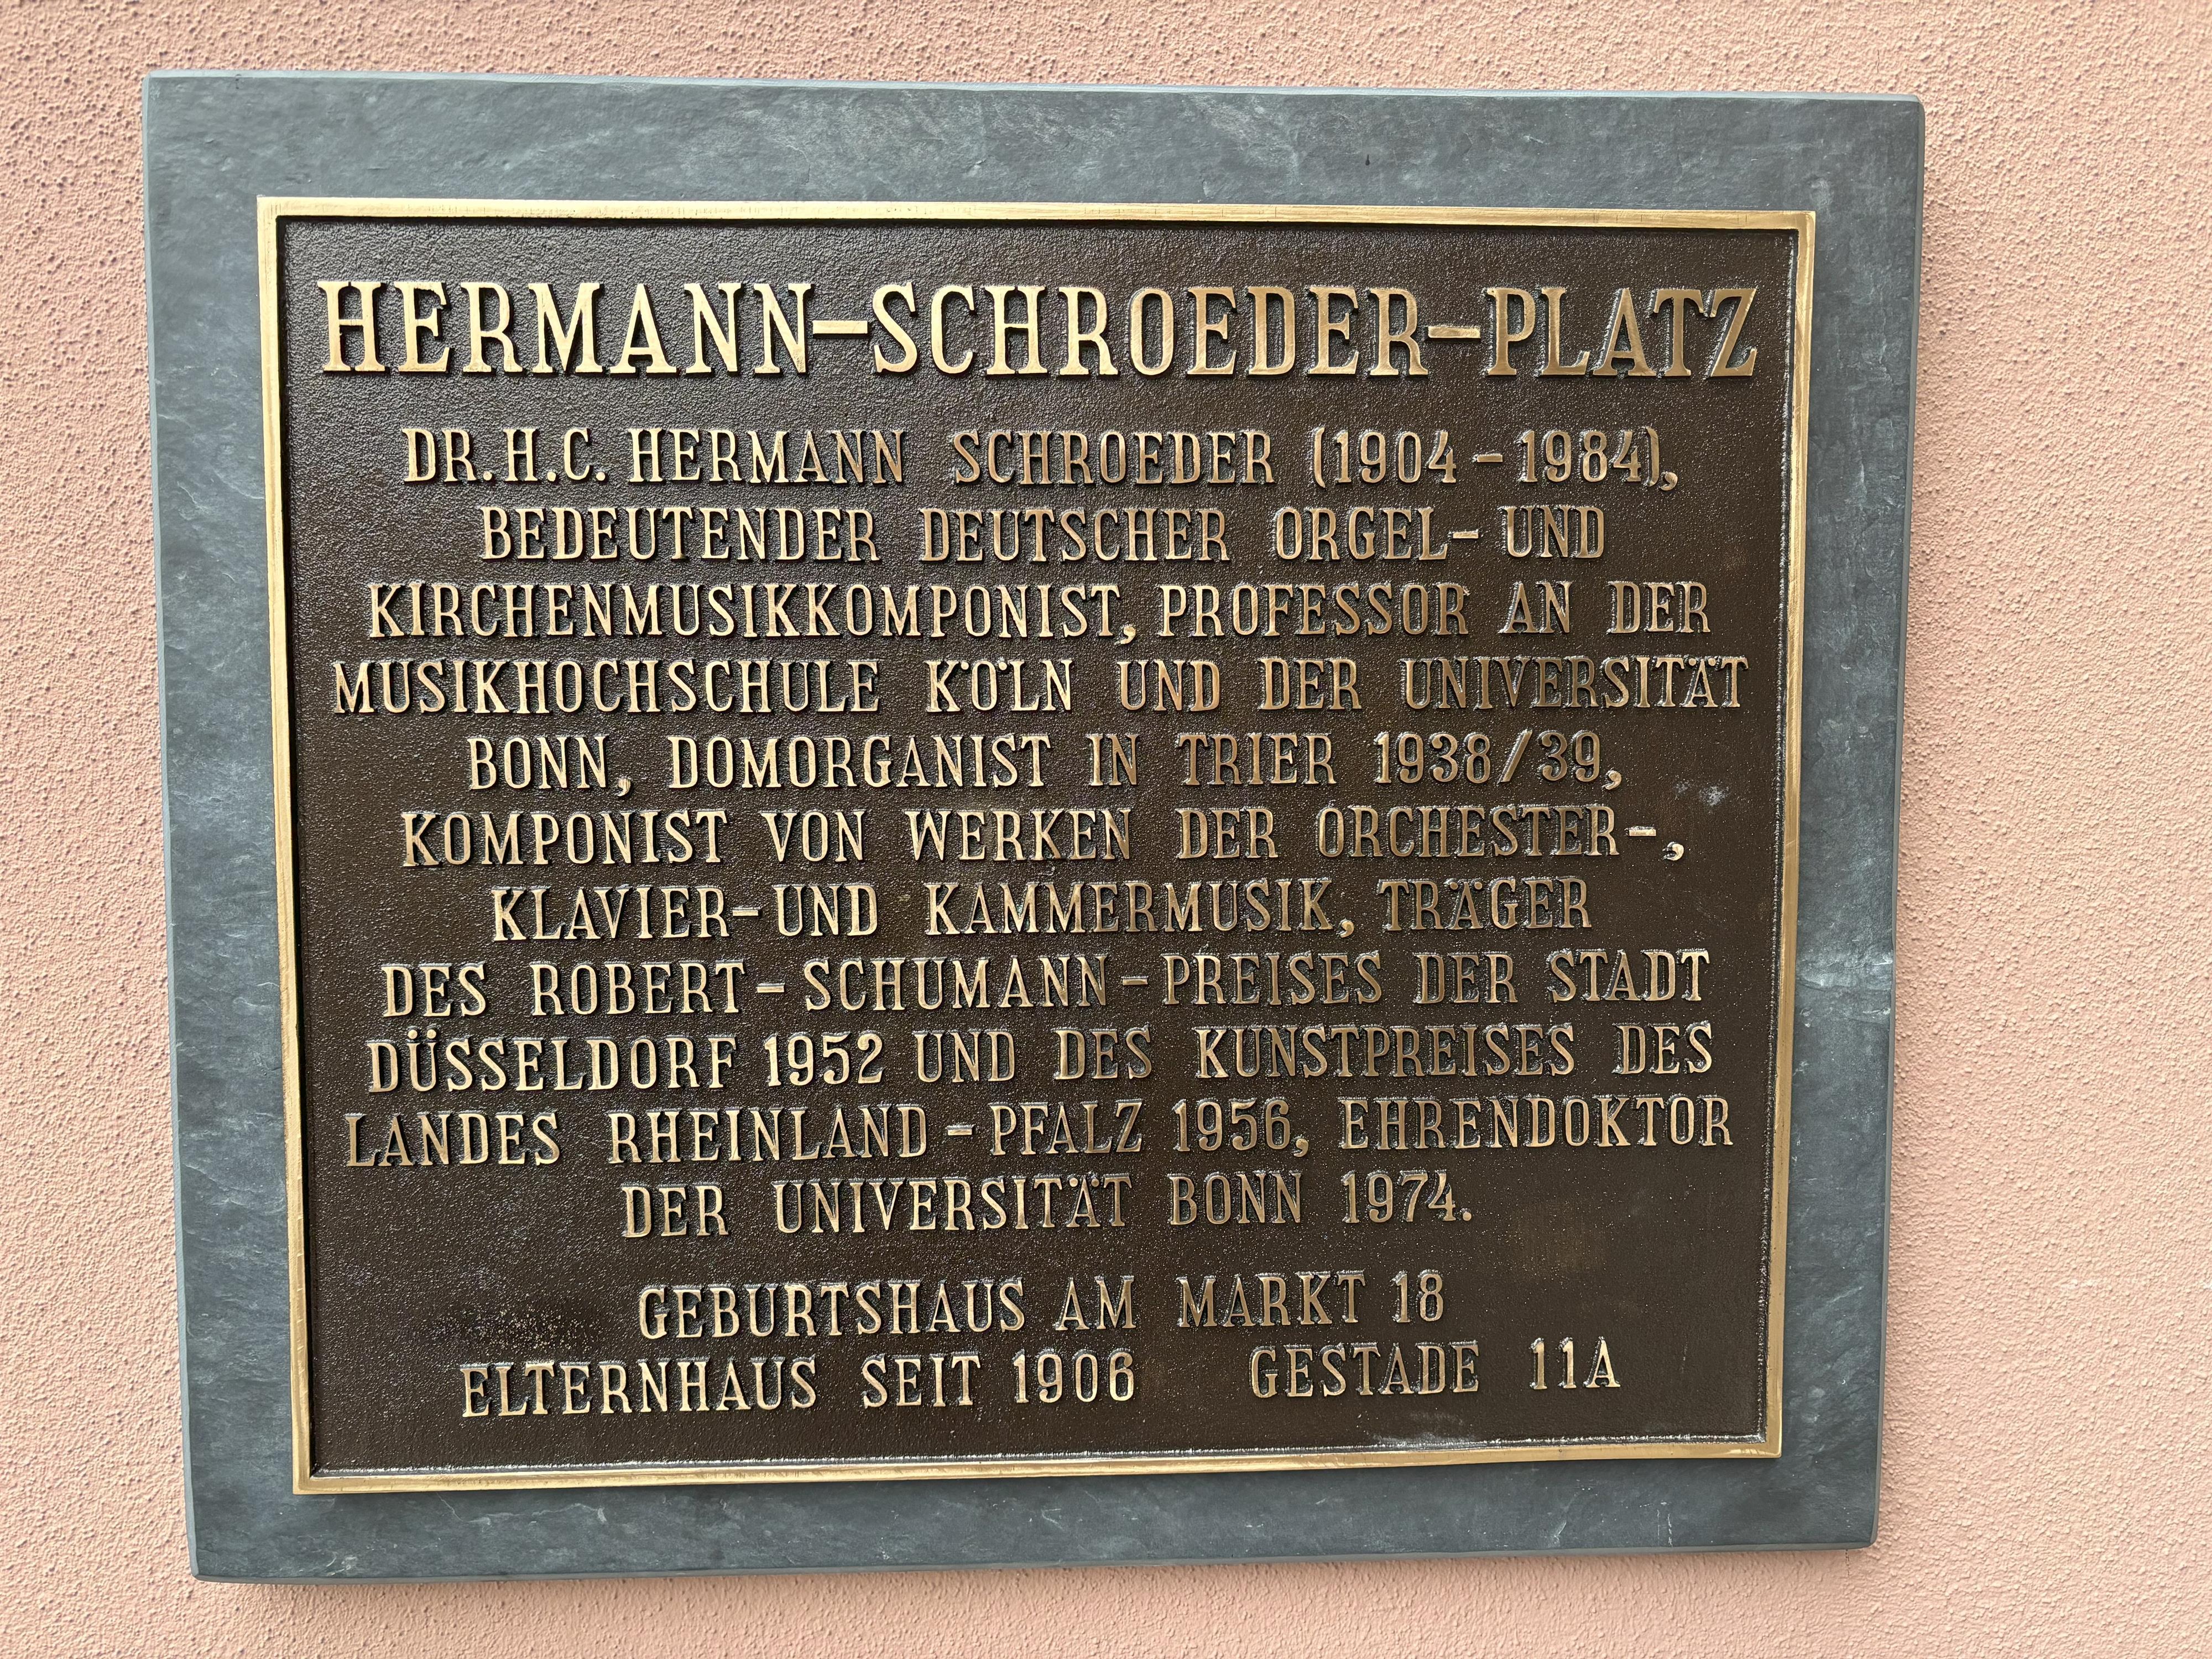 HERMANN-SCHROEDER-PLATZ
DR.H.C. HERMANN SCHROEDER (1904-1984),
BEDEUTENDER DEUTSCHER ORGEL- UND
KIRCHENMUSIKKOMPONIST, PROFESSOR AN DER
MUSIKHOCHSCHULE KÖLN UND DER UNIVERSITÄT
BONN, DOMORGANIST IN TRIER 1938/39,
KOMPONIST VON WERKEN DER ORCHESTER-,
KLAVIER-UND KAMMERMUSIK, TRÄGER
DES ROBERT-SCHUMANN-PREISES DER STADT
DÜSSELDORF 1952 UND DES KUNSTPREISES DES
LANDES RHEINLAND-PFALZ 1956, EHRENDOKTOR
DER UNIVERSITÄT BONN 1974.
GEBURTSHAUS AM MARKT 18
ELTERNHAUS SEIT 1906 GESTADE 11A